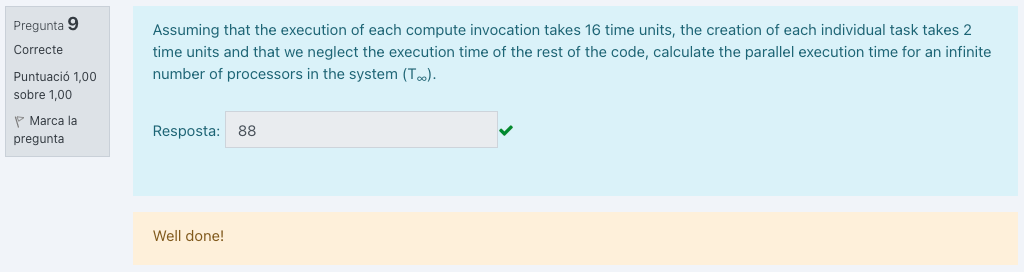 Pregunta 9
Correcte
Puntuació 1,00
sobre 1,00
Marca la
pregunta
Assuming that the execution of each compute invocation takes 16 time units, the creation of each individual task takes 2
time units and that we neglect the execution time of the rest of the code, calculate the parallel execution time for an infinite
number of processors in the system (T∞).
Resposta: 88
Well done!